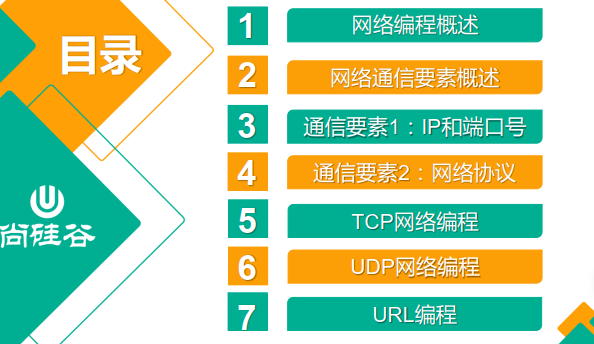 目录
1 网络编程概述
2 网络通信要素概述
3 通信要素1：IP和端口号
4 通信要素2：网络协议
5 TCP网络编程
6 UDP网络编程
7 URL编程
尚硅谷